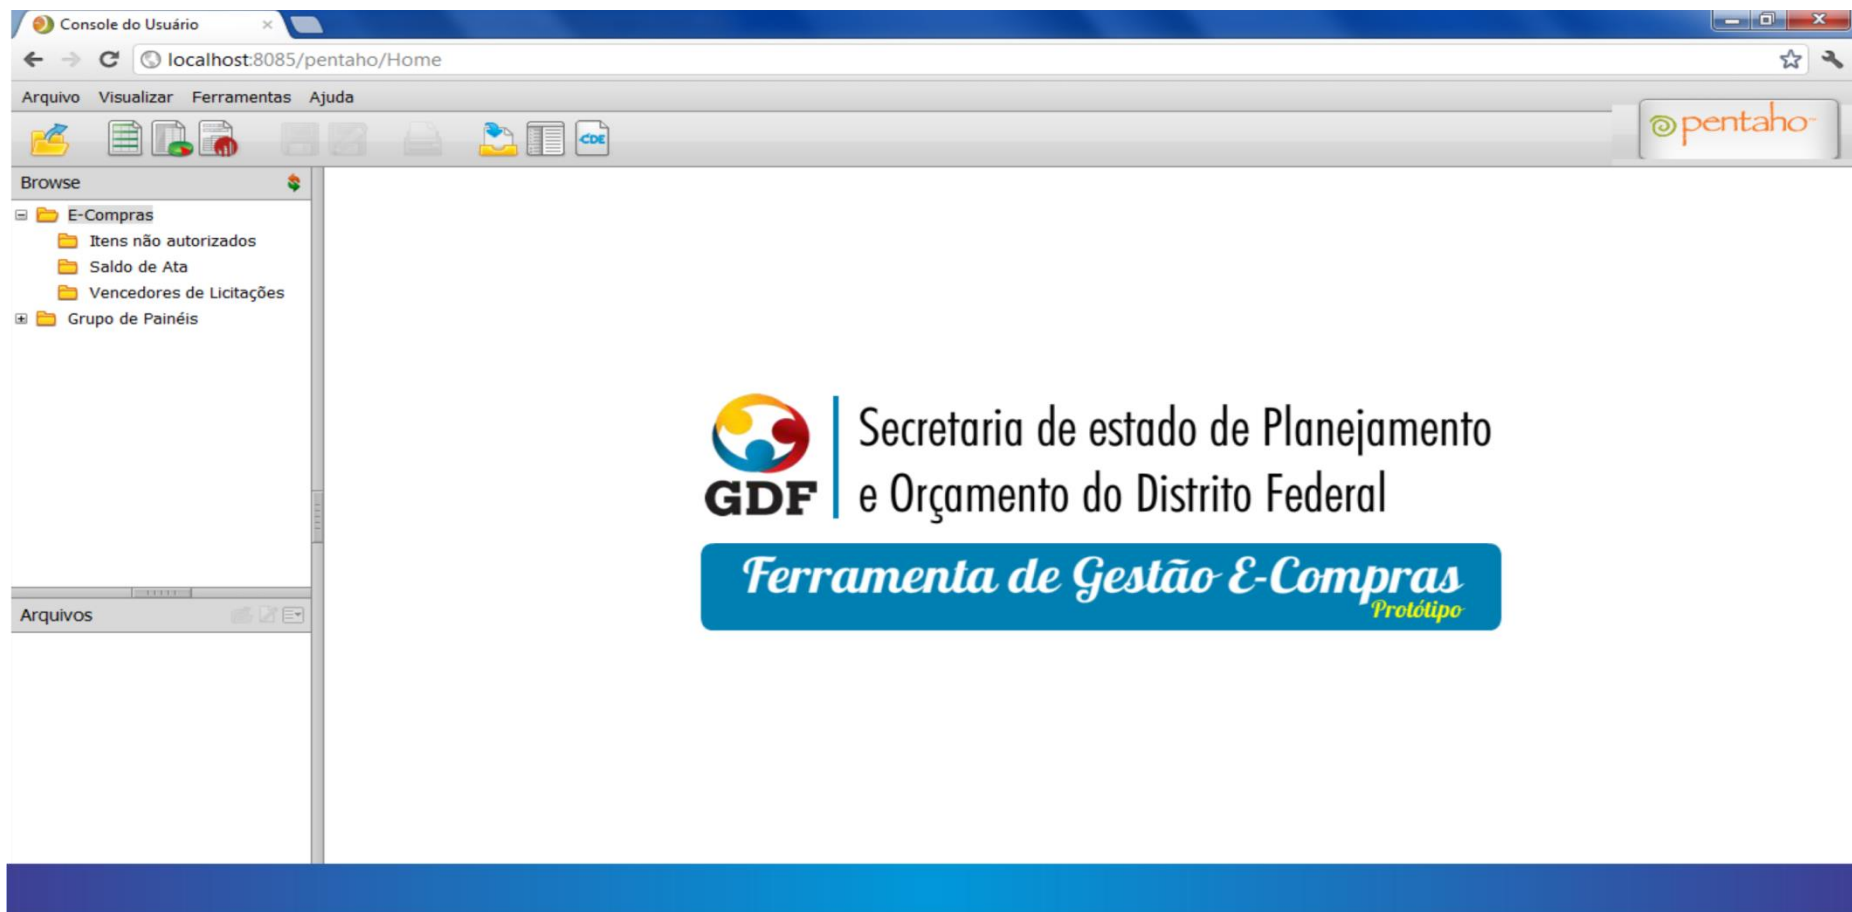 Console do Usuário
localhost:8085/pentaho/Home
Arquivo Visualizar Ferramentas Ajuda
CDE
pentaho
Browse
E-Compras
Itens não autorizados
Saldo de Ata
Vencedores de Licitações
Grupo de Painéis
Arquivos
GDF
Secretaria de estado de Planejamento
e Orçamento do Distrito Federal
Ferramenta de Gestão E-Compras
Protótipo